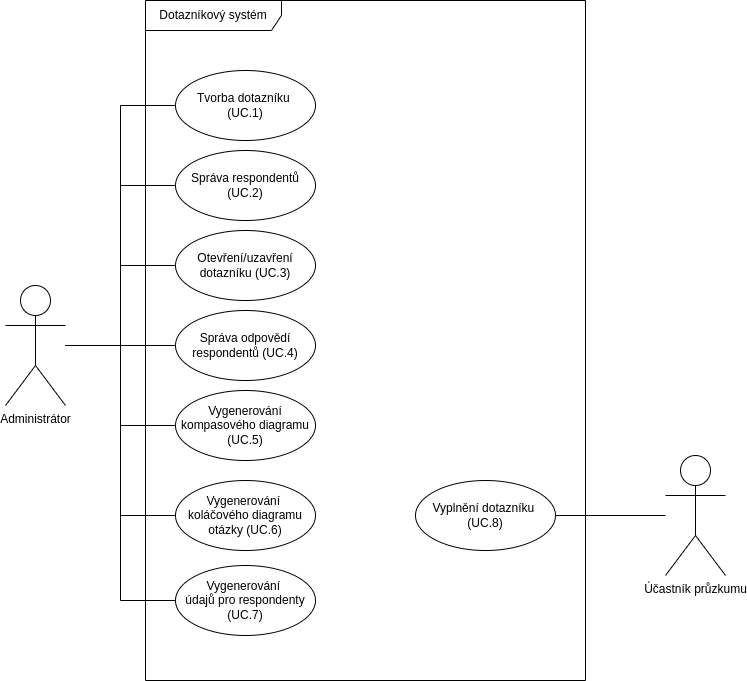 Dotazníkový systém
Tvorba dotazníku
(UC.1)
Správa respondentů
(UC.2)
Otevření/uzavření
dotazníku (UC.3)
Správa odpovědí
respondentů (UC.4)
Administrátor
Vygenerování
kompasového diagramu
(UC.5)
Vygenerování
koláčového diagramu
otázky (UC.6)
Vyplnění dotazníku
(UC.8)
Vygenerování
údajů pro respondenty
(UC.7)
Účastník průzkumu